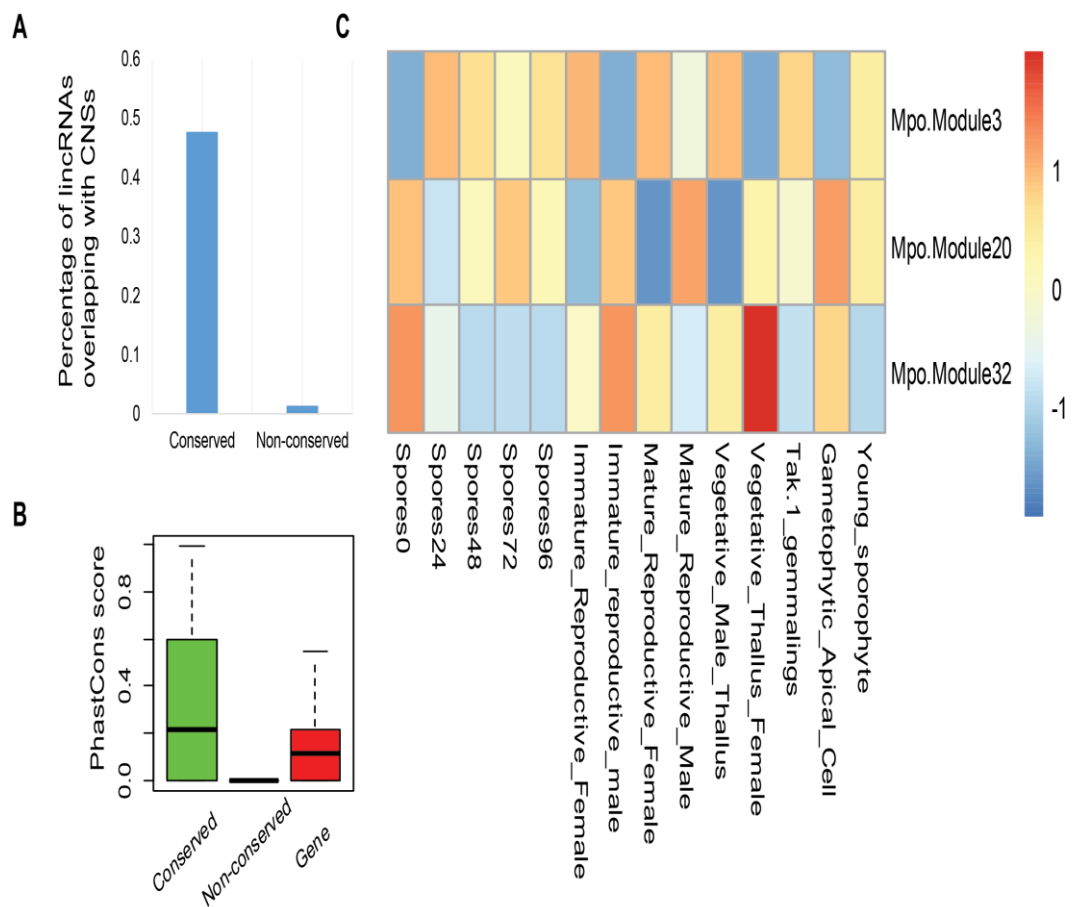 A
Percentage of lincRNAs
overlapping with CNSs
0.6
0.5
0.4
0.3
0.2
0.1
0
Conserved
Non-conserved
B
PhastCons score
0.8
0.4
0.0
Conserved
Non-conserved
Gene
C
Mpo.Module3
Mpo.Module20
Mpo.Module32
1
0
-1
Spores0
Spores24
Spores48
Spores72
Spores96
Immature_Reproductive_Female
Immature_reproductive_male
Mature_Reproductive_Female
Mature_Reproductive_Male
Vegetative_Male_Thallus
Vegetative_Thallus_Female
Tak.1_gemmalings
Gametophytic_Apical_Cell
Young_sporophyte